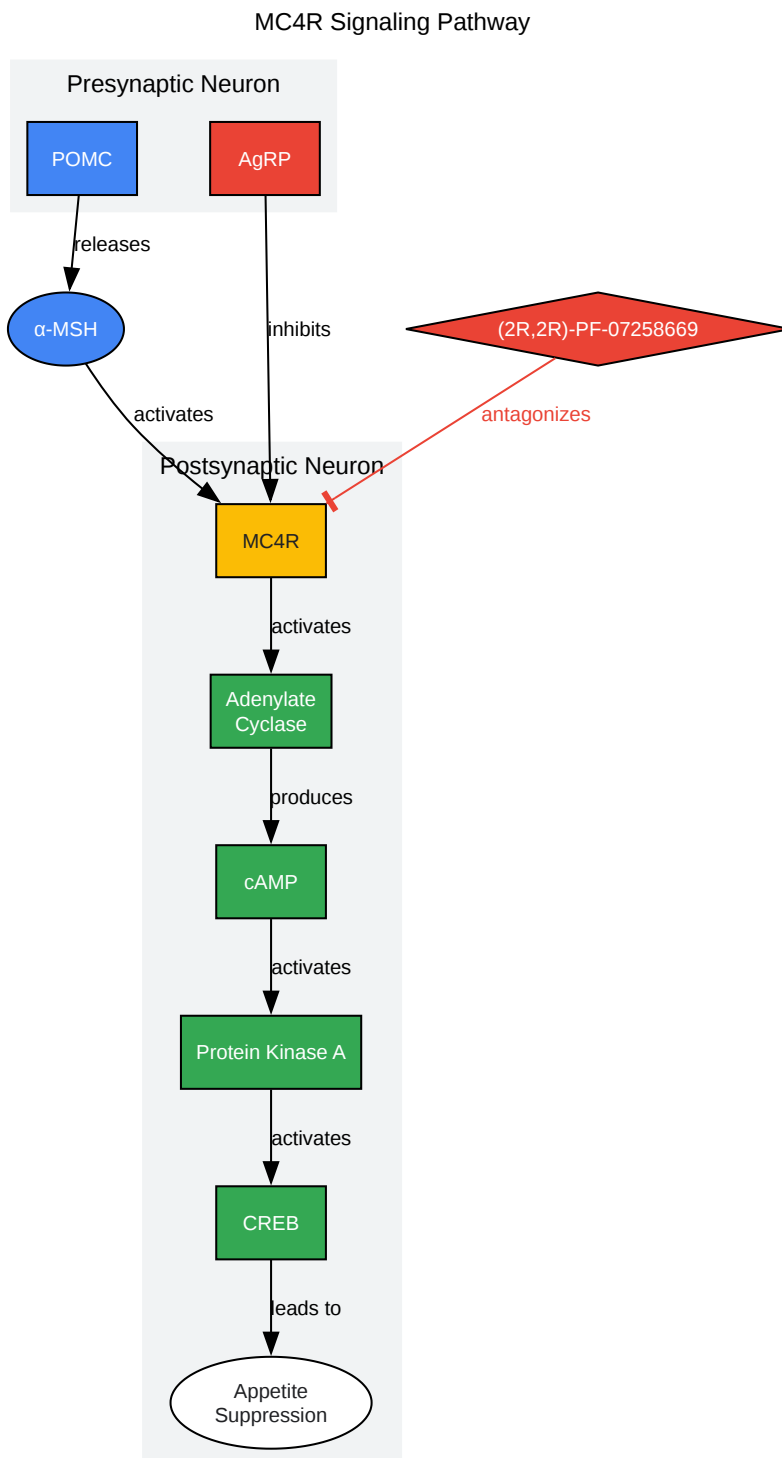 MC4R Signaling Pathway
Presynaptic Neuron
POMC
AgRP
releases
α-MSH
inhibits
(2R,2R)-PF-07258669
activates
antagonizes
Postsynaptic Neuron
MC4R
activates
Adenylate
Cyclase
produces
cAMP
activates
Protein Kinase A
activates
CREB
leads to
Appetite
Suppression